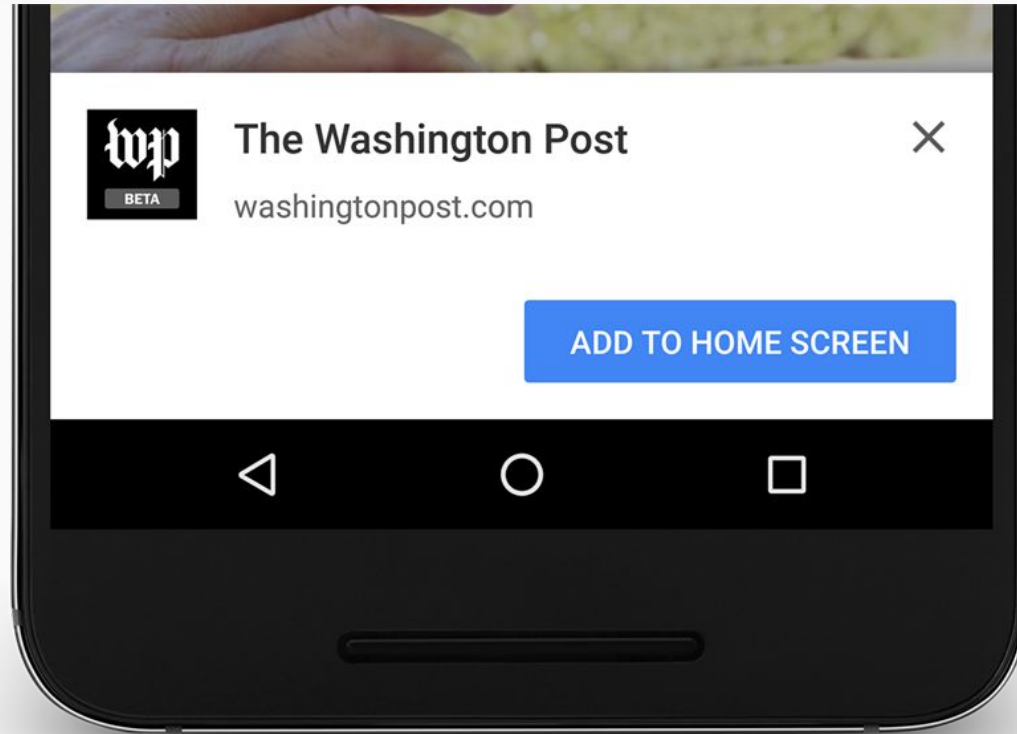 wp
BETA
The Washington Post
washingtonpost.com
ADD TO HOME SCREEN